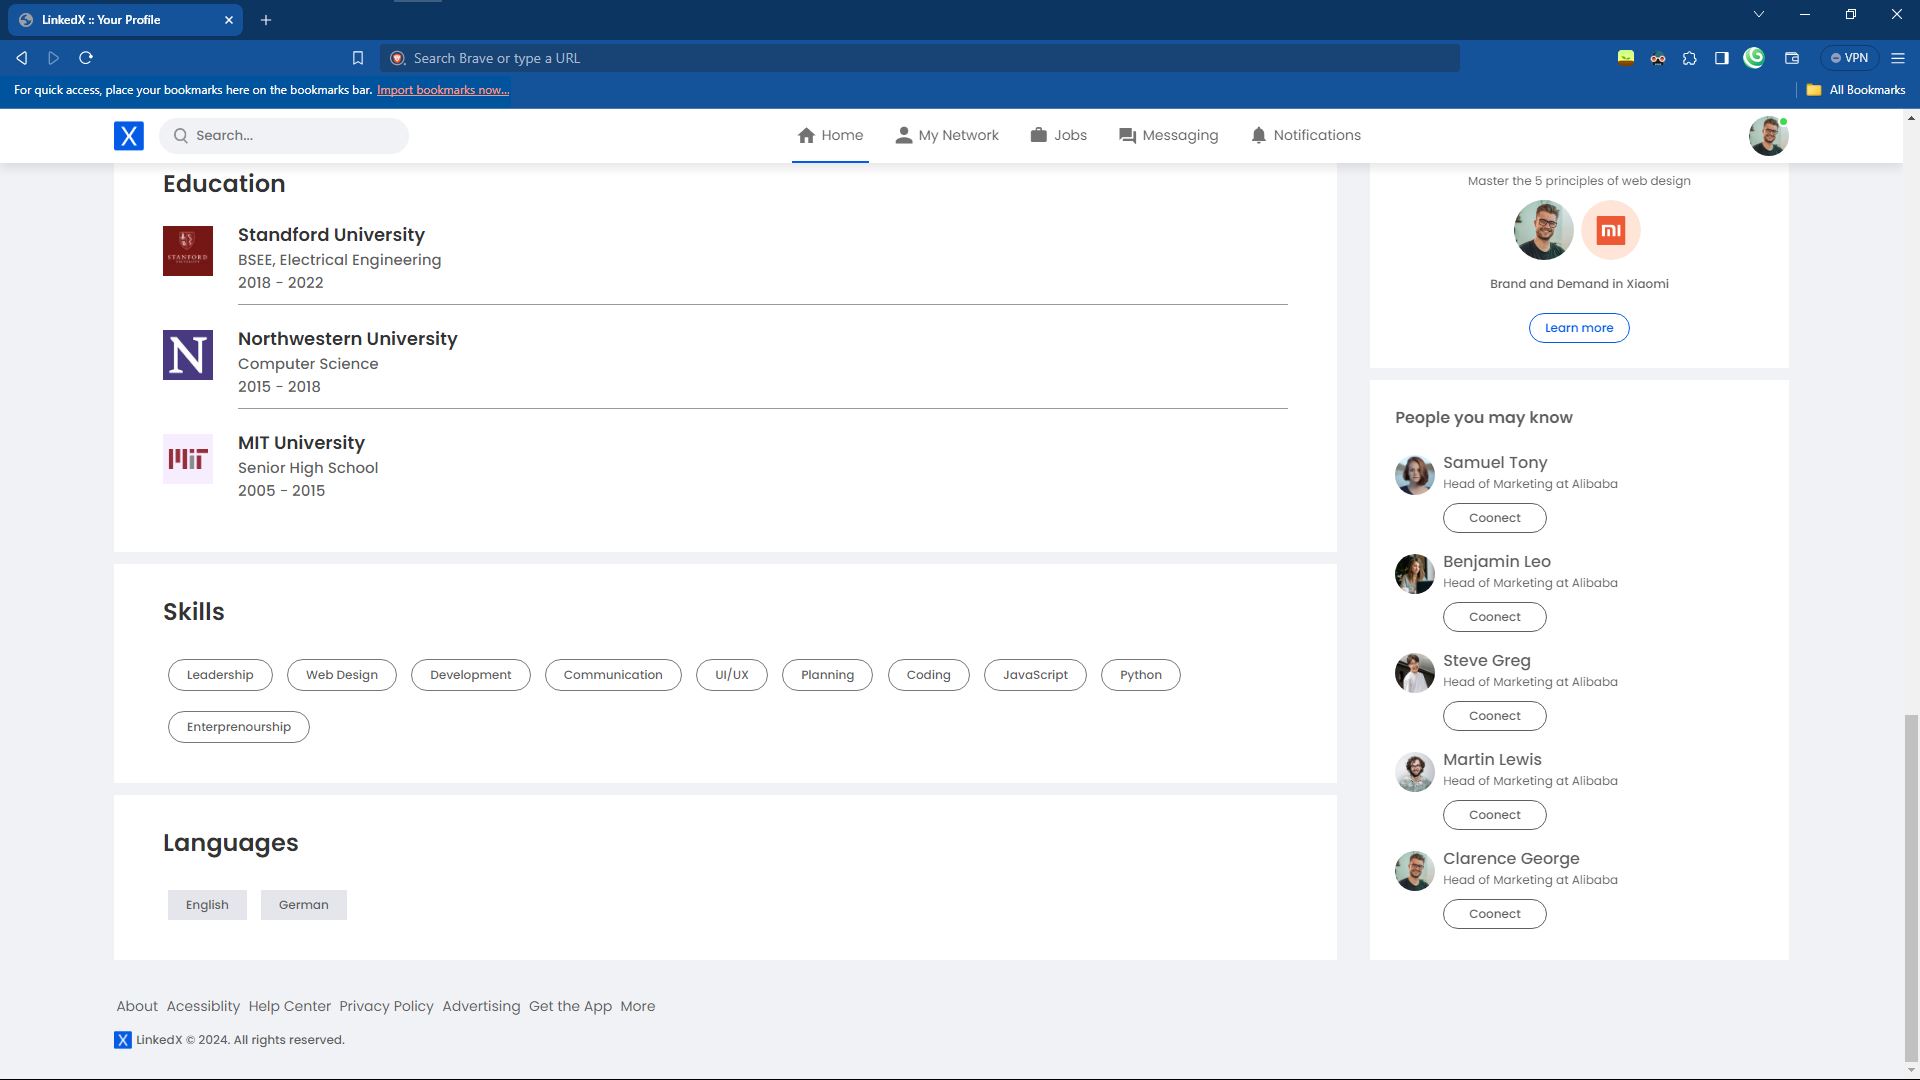 LinkedX :: Your Profile
Search Brave or type a URL
VPN
For quick access, place your bookmarks here on the bookmarks bar. Import bookmarks now...
All Bookmarks
X
Search...
Home
My Network
Jobs
Messaging
Notifications
Education
STANFORD
Standford University
BSEE, Electrical Engineering
2018 - 2022
N
Northwestern University
Computer Science
2015 - 2018
MIT
MIT University
Senior High School
2005 - 2015
Skills
Leadership
Web Design
Development
Communication
UI/UX
Planning
Coding
JavaScript
Python
Enterprenourship
Languages
English
German
Master the 5 principles of web design
mi
Brand and Demand in Xiaomi
Learn more
People you may know
Samuel Tony
Head of Marketing at Alibaba
Coonect
Benjamin Leo
Head of Marketing at Alibaba
Coonect
Steve Greg
Head of Marketing at Alibaba
Coonect
Martin Lewis
Head of Marketing at Alibaba
Coonect
Clarence George
Head of Marketing at Alibaba
Coonect
About Acessiblity Help Center Privacy Policy Advertising Get the App More
X LinkedX © 2024. All rights reserved.